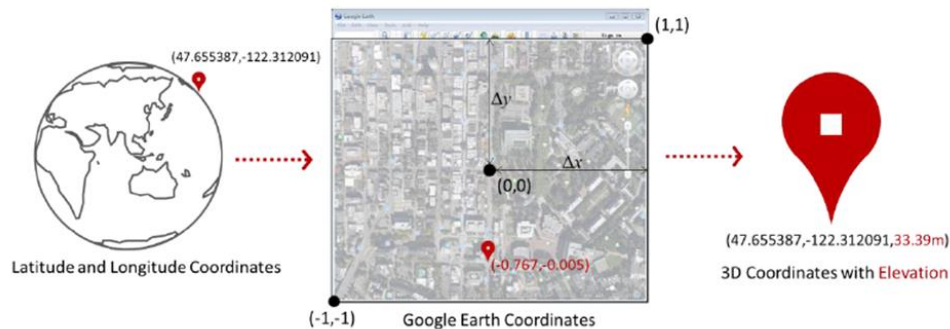 Google Earth
(1,1)
(47.655387,-122.312091)
Δy
Δx
(0,0)
(-0.767,-0.005)
(47.655387,-122.312091,33.39m)
Latitude and Longitude Coordinates
3D Coordinates with Elevation
(-1,-1)
Google Earth Coordinates